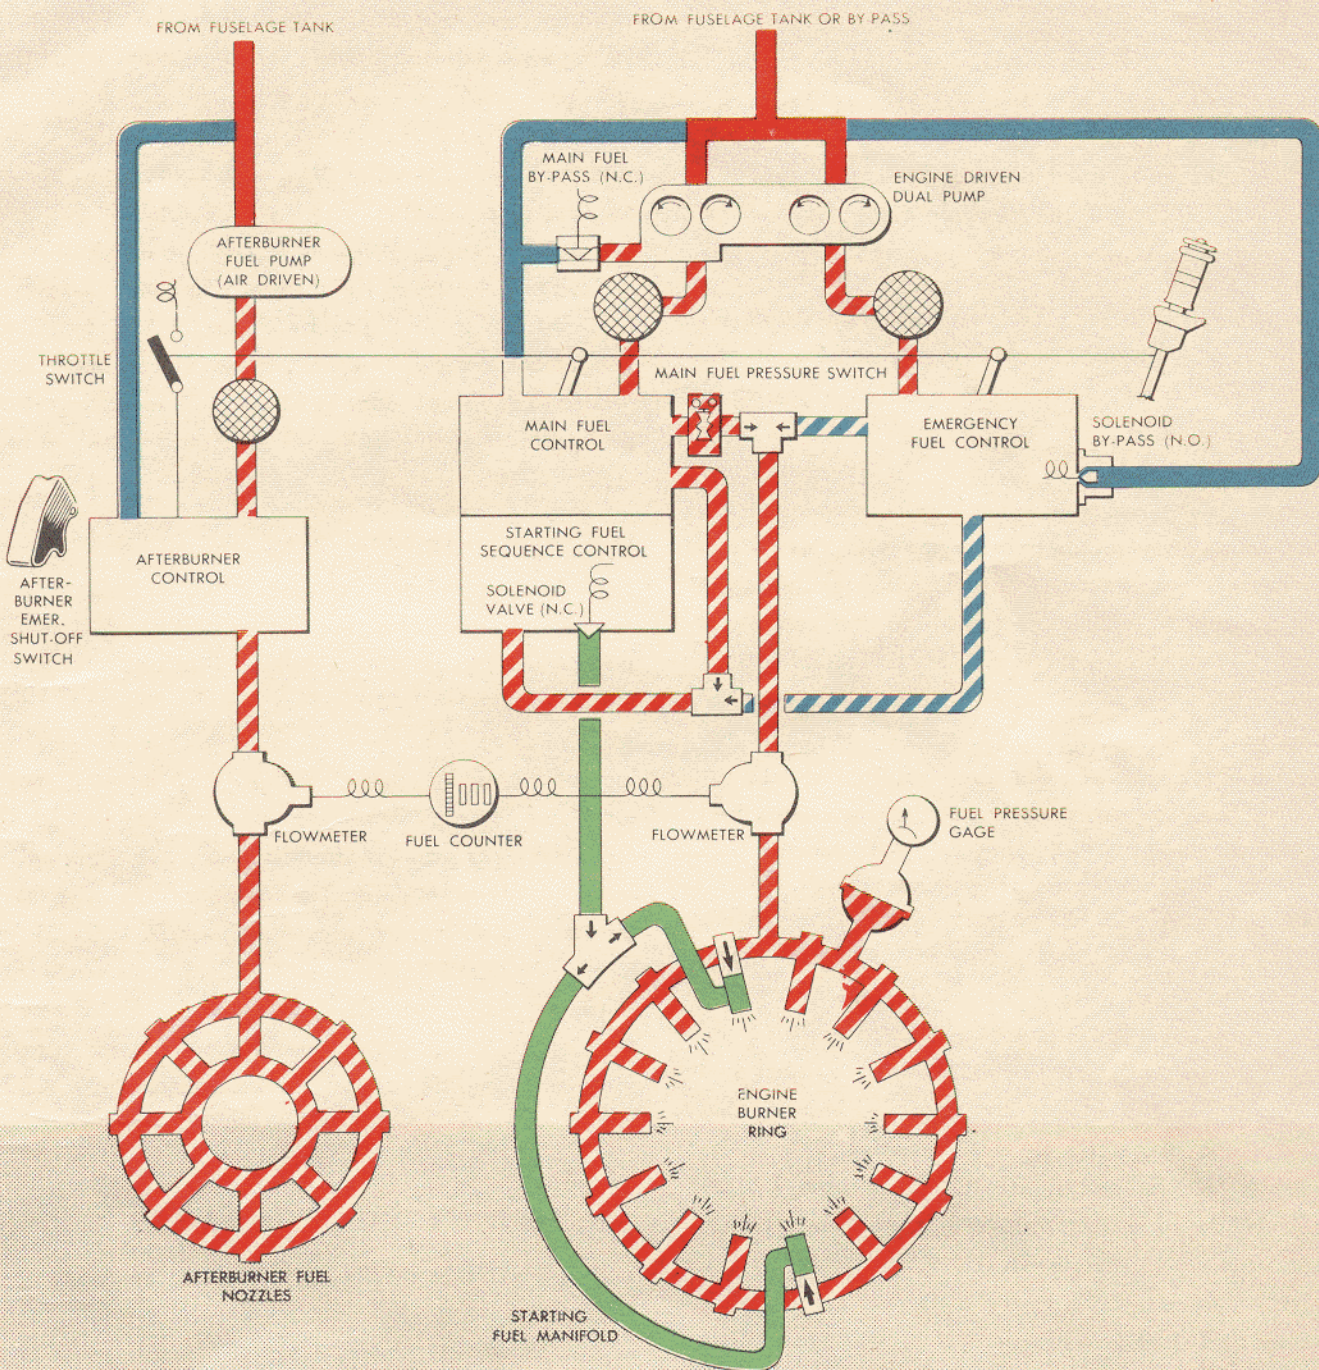 FROM FUSELAGE TANK
FROM FUSELAGE TANK OR BY-PASS
MAIN FUEL
BY-PASS (N.C.)
ENGINE DRIVEN
DUAL PUMP
AFTERBURNER
FUEL PUMP
(AIR DRIVEN)
THROTTLE
SWITCH
MAIN FUEL PRESSURE SWITCH
MAIN FUEL
CONTROL
EMERGENCY
FUEL CONTROL
SOLENOID
BY-PASS (N.O.)
STARTING FUEL
SEQUENCE CONTROL
SOLENOID
VALVE (N.C.)
AFTERBURNER
CONTROL
AFTER-
BURNER
EMER.
SHUT-OFF
SWITCH
FLOWMETER
FUEL COUNTER
FLOWMETER
FUEL PRESSURE
GAGE
ENGINE
BURNER
RING
AFTERBURNER FUEL
NOZZLES
STARTING
FUEL MANIFOLD